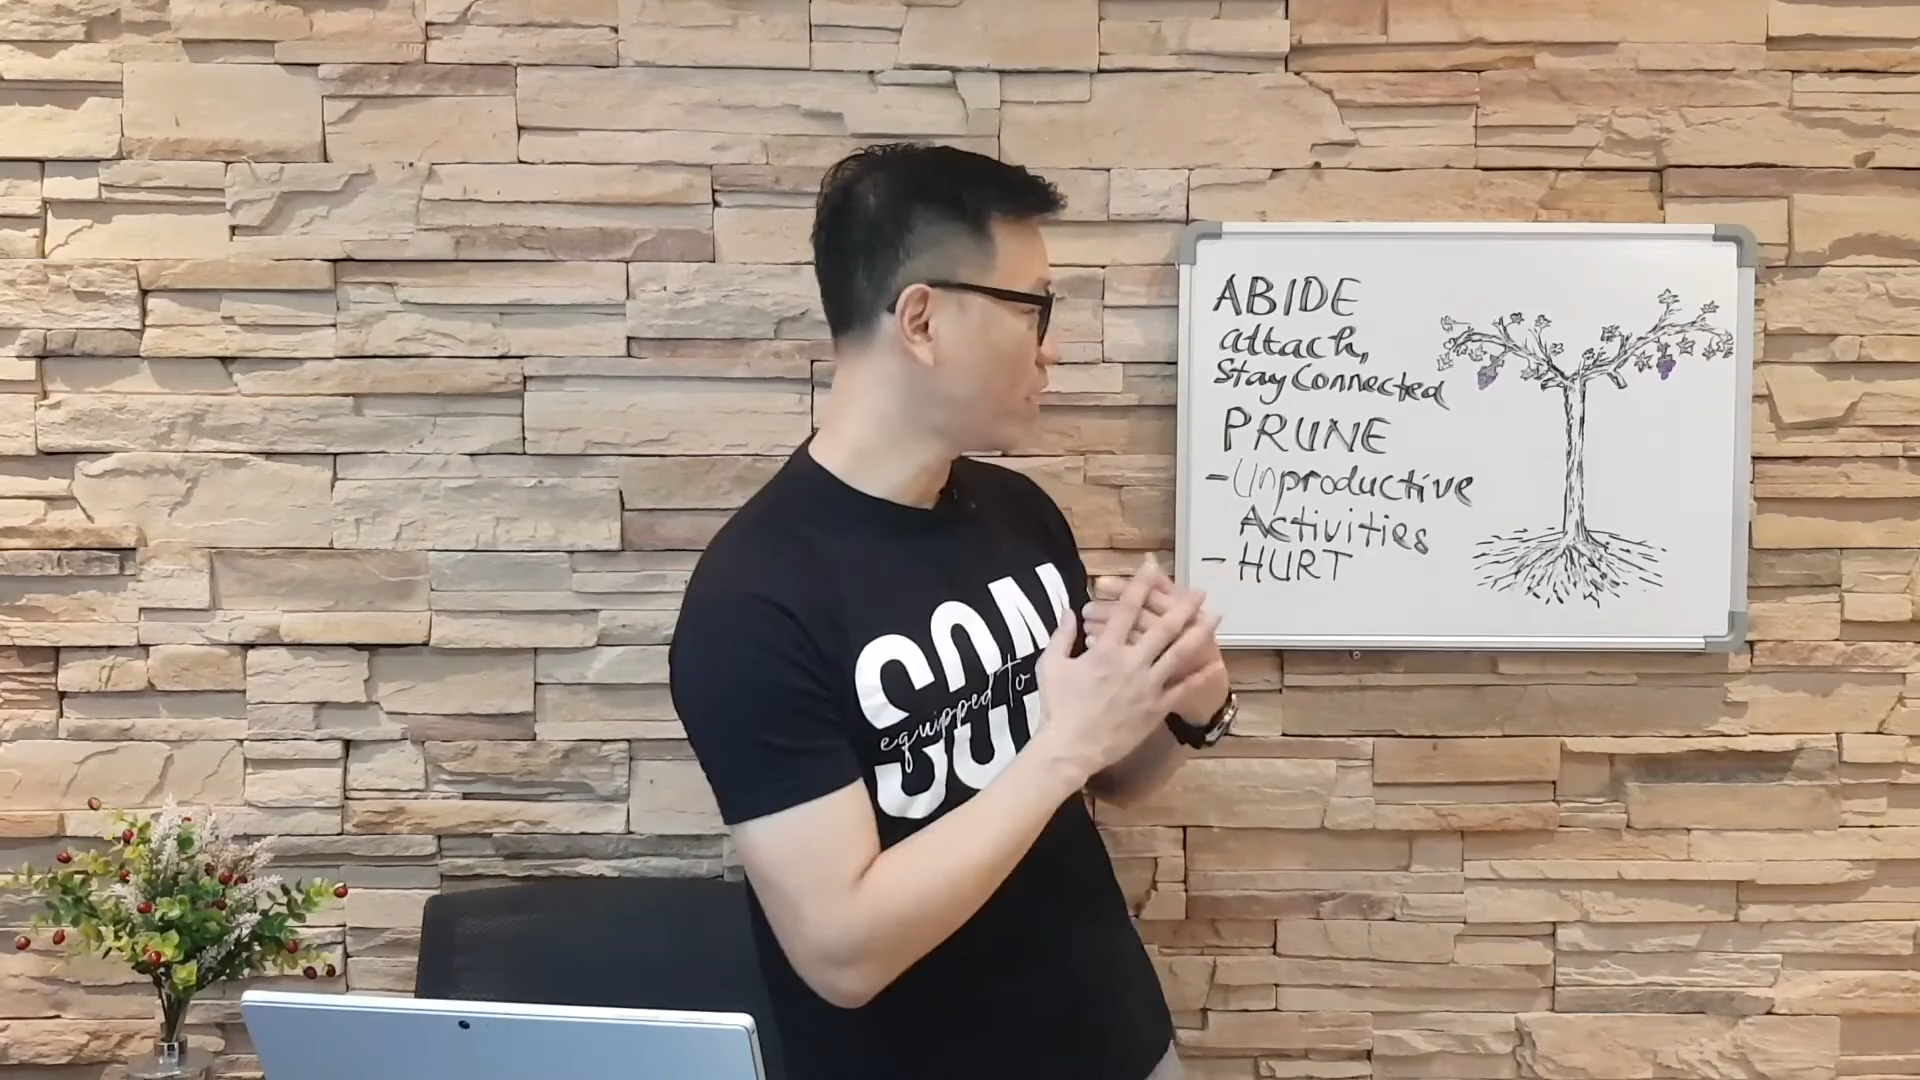 ABIDE
attach,
Stay Connected
PRUNE
- Unproductive
Activities
- HURT
equipped to